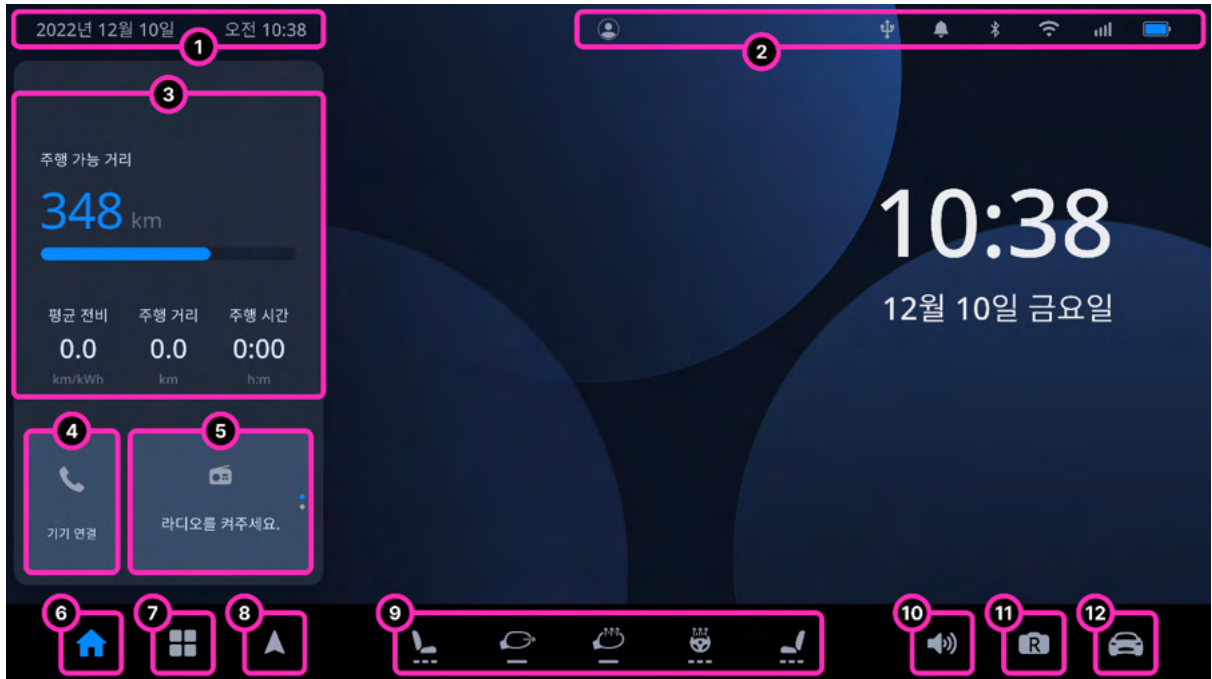 2022년 12월 10일 오전 10:38
1
2
3
주행 가능 거리
348 km
평균 전비 주행 거리 주행 시간
0.0 0.0 0:00
km/kWh km h:m
10:38
12월 10일 금요일
4
5
기기 연결
라디오를 켜주세요.
6
7
8
9
10
11
12
R